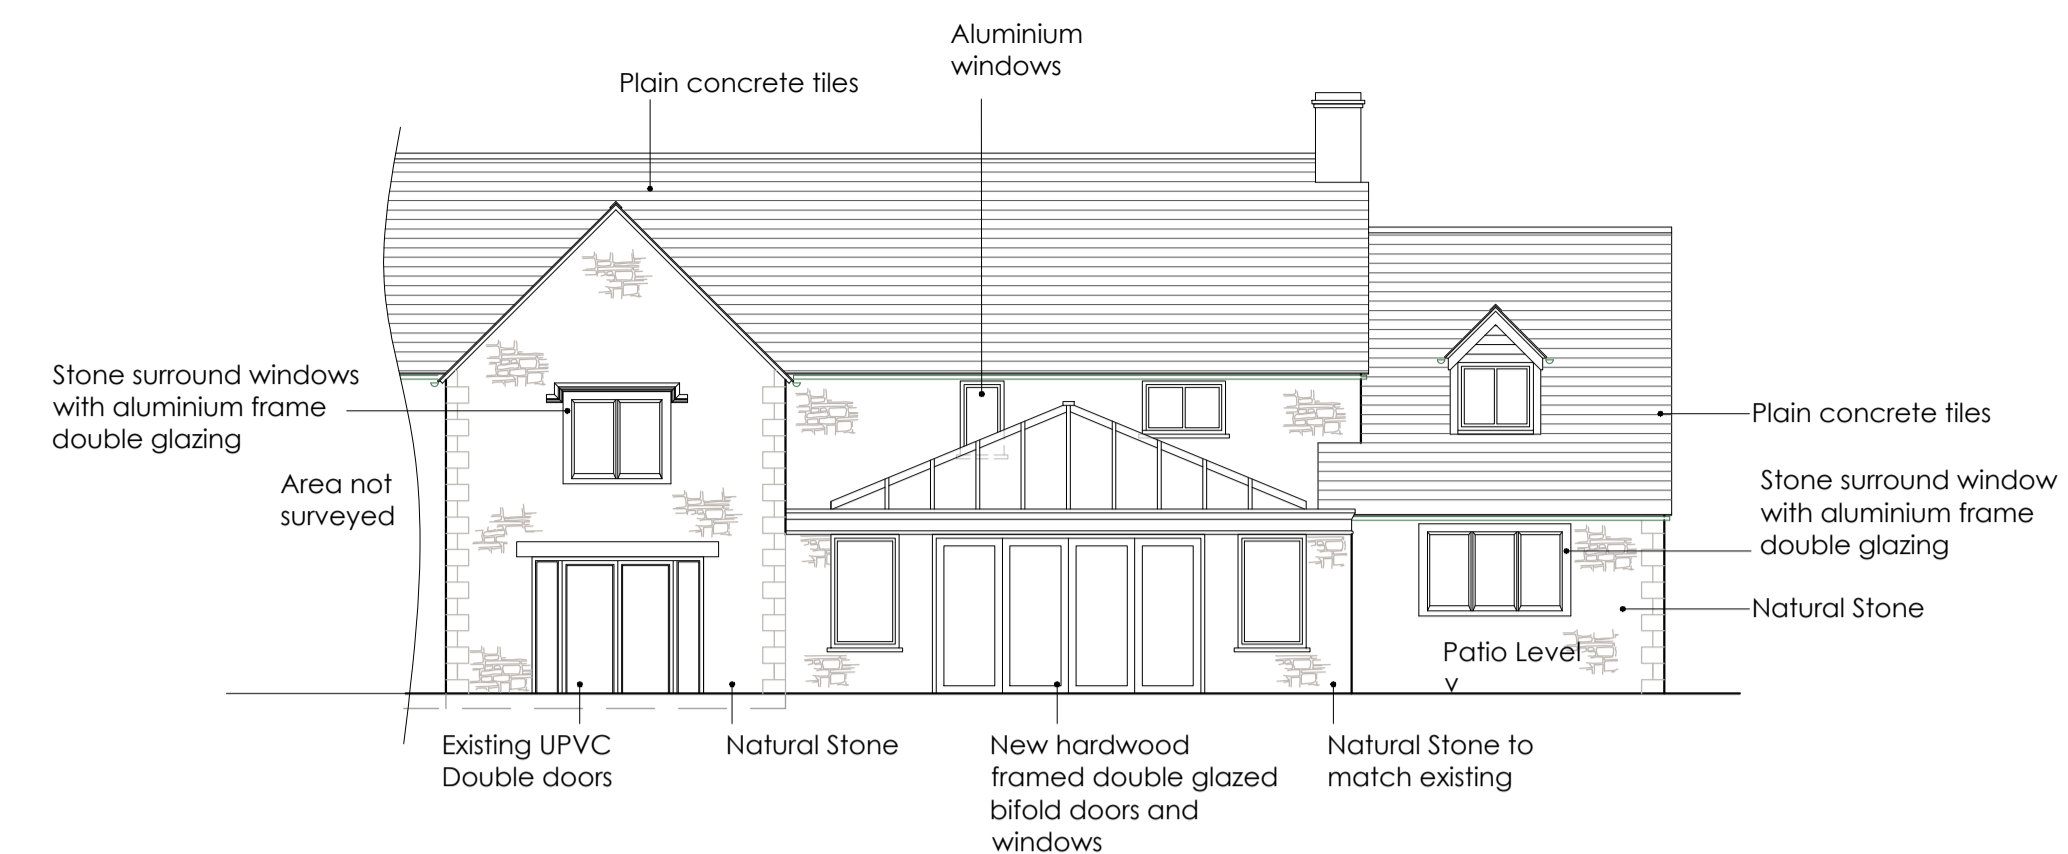 Aluminium
windows
Plain concrete tiles
Stone surround windows
with aluminium frame
double glazing
Area not
surveyed
Plain concrete tiles
Stone surround window
with aluminium frame
double glazing
Natural Stone
Patio Level
v
Existing UPVC
Double doors
Natural Stone
New hardwood
framed double glazed
bifold doors and
windows
Natural Stone to
match existing